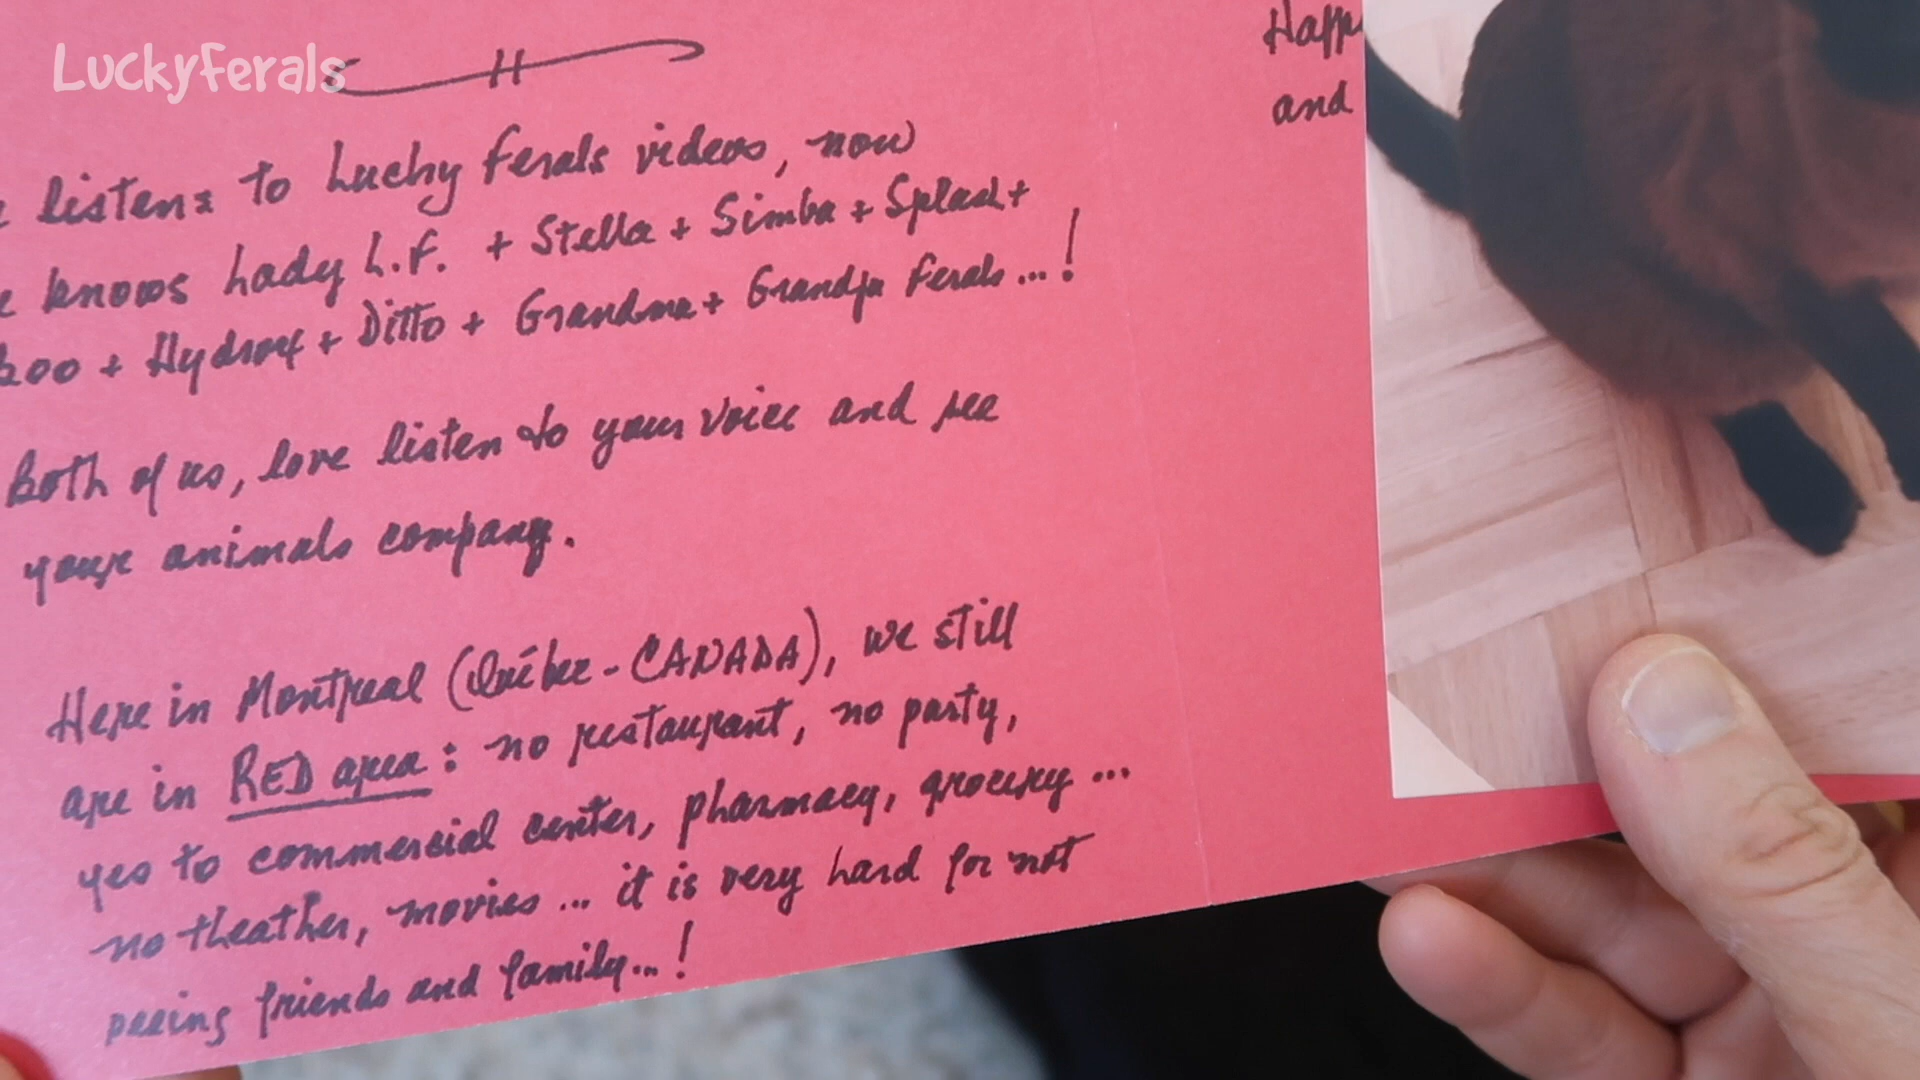 LuckyFerals
H
listen= to Lucky Ferals videos, now
knows Lady L.F. + Stella + Simba + Splash +
boo + Hydrox + Ditto + Grandma + Grandpa Ferals...!
Both of us, love listen to your voice and see
your animals company.
Here in Montreal (Québec - CANADA), we still
are in RED area : no restaurant, no party,
yes to commercial center, pharmacy, grocery ...
no theather, movies ... it is very hard for not
seeing friends and family...!
Happ
and